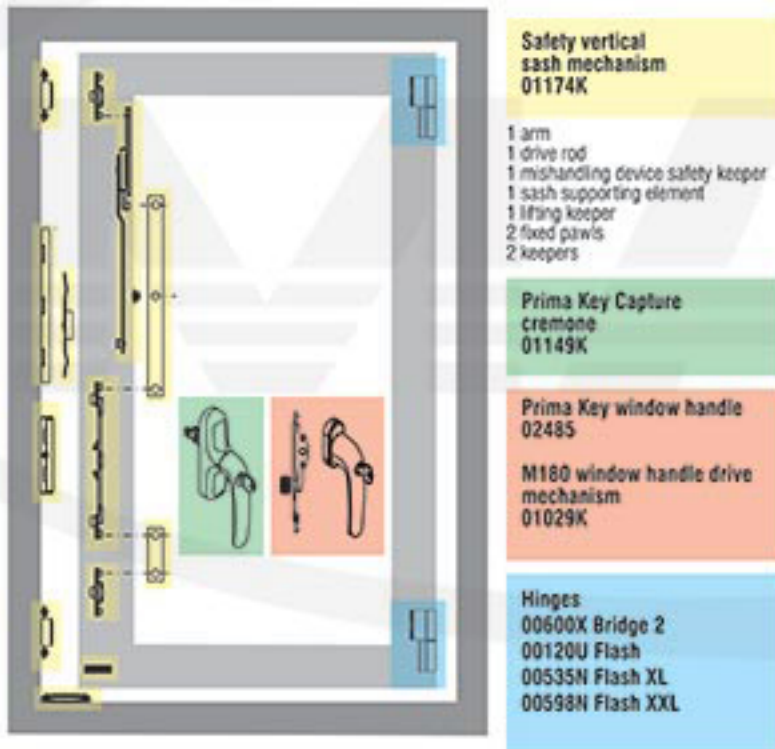 Safety vertical
sash mechanism
01174K
1 arm
1 drive rod
1 mishandling device safety keeper
1 sash supporting element
1 lifting keeper
2 fixed pawls
2 keepers
Prima Key Capture
cremone
01149K
Prima Key window handle
02485
M180 window handle drive
mechanism
01029K
Hinges
00600X Bridge 2
00120U Flash
00535N Flash XL
00598N Flash XXL